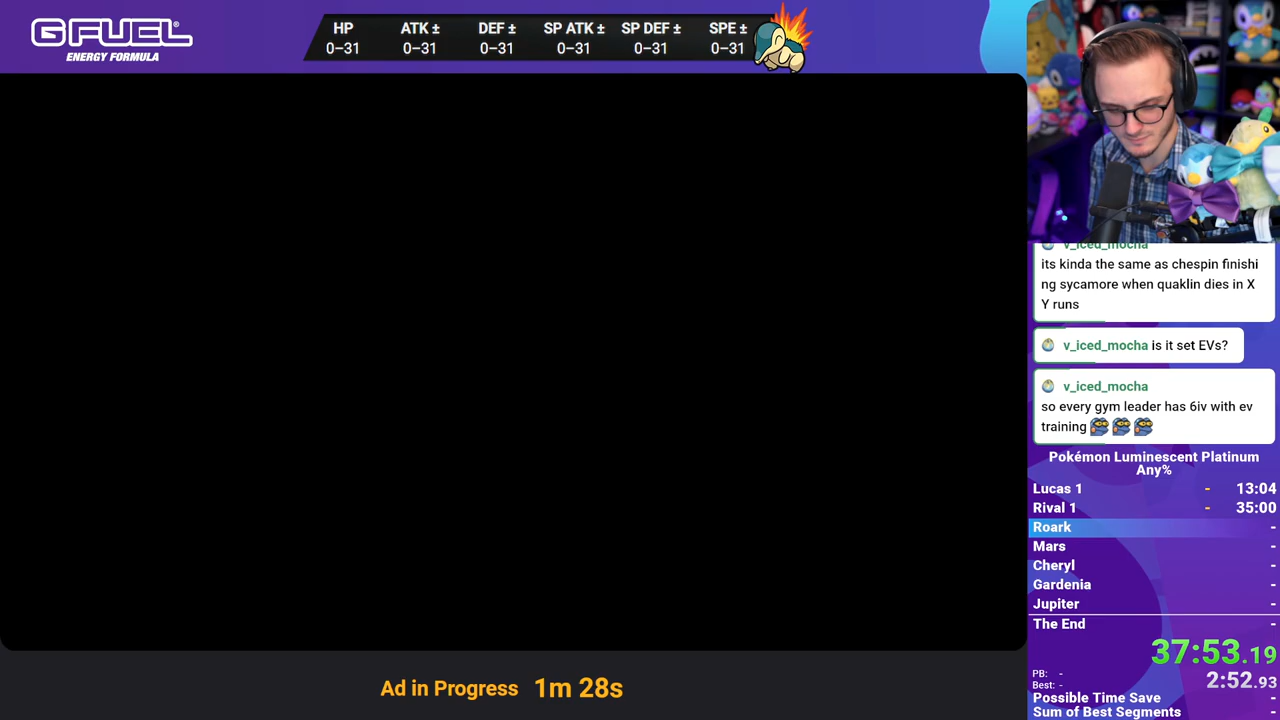 G FUEL®
ENERGY FORMULA
HP ATK ± DEF ± SP ATK ± SP DEF ± SPE ±
0–31 0–31 0–31 0–31 0–31 0–31
v_iced_mocha
its kinda the same as chespin finishi
ng sycamore when quaklin dies in X
Y runs
v_iced_mocha is it set EVs?
v_iced_mocha
so every gym leader has 6iv with ev
training
Pokémon Luminescent Platinum
Any%
Lucas 1 - 13:04
Rival 1 - 35:00
Roark -
Mars -
Cheryl -
Gardenia -
Jupiter -
The End -
37:53.19
PB: -
Best: - 2:52.93
Possible Time Save -
Sum of Best Segments -
Ad in Progress 1m 28s